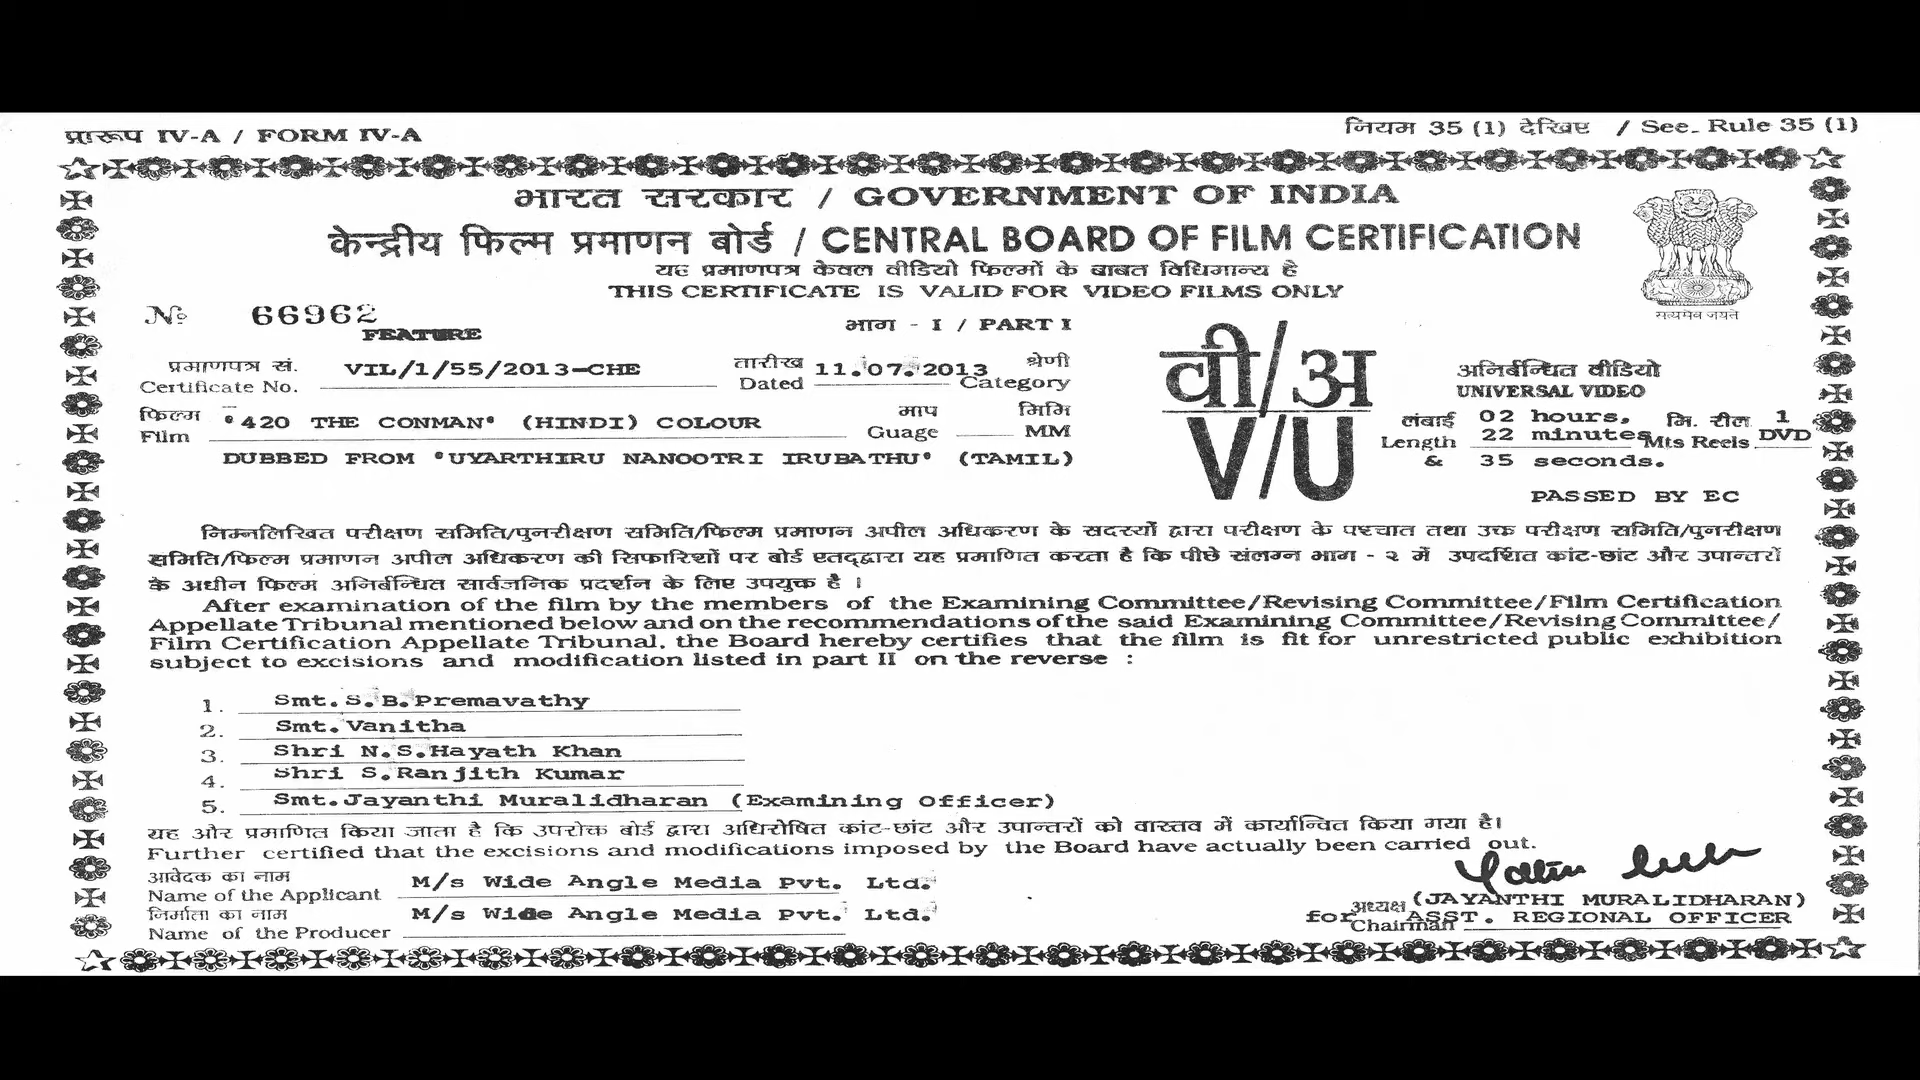 प्रारूप IV-A / FORM IV-A
नियम 35 (1) देखिए / See. Rule 35 (1)
भारत सरकार / GOVERNMENT OF INDIA
केन्द्रीय फिल्म प्रमाणन बोर्ड / CENTRAL BOARD OF FILM CERTIFICATION
यह प्रमाणपत्र केवल वीडियो फिल्मों के बाबत विधिमान्य है
THIS CERTIFICATE IS VALID FOR VIDEO FILMS ONLY
सत्यमेव जयते
No 66962
FEATURE
भाग - I / PART I
प्रमाणपत्र सं. VIL/1/55/2013-CHE तारीख 11.07.2013 श्रेणी
Certificate No. Dated Category
वी/अ
V/U
अनिर्बन्धित वीडियो
UNIVERSAL VIDEO
फिल्म "420 THE CONMAN" (HINDI) COLOUR माप मिमि
Film Guage MM
DUBBED FROM "UYARTHIRU NANOOTRI IRUBATHU" (TAMIL)
लंबाई 02 hours, मि. रील 1
Length 22 minutes Mts Reels DVD
& 35 seconds.
PASSED BY EC
निम्नलिखित परीक्षण समिति/पुनरीक्षण समिति/फिल्म प्रमाणन अपील अधिकरण के सदस्यों द्वारा परीक्षण के पश्चात तथा उक्त परीक्षण समिति/पुनरीक्षण
समिति/फिल्म प्रमाणन अपील अधिकरण की सिफारिशों पर बोर्ड एतद्द्वारा यह प्रमाणित करता है कि पीछे संलग्न भाग - २ में उपदर्शित कांट-छांट और उपान्तरों
के अधीन फिल्म अनिर्बन्धित सार्वजनिक प्रदर्शन के लिए उपयुक्त है ।
After examination of the film by the members of the Examining Committee/Revising Committee/Film Certification
Appellate Tribunal mentioned below and on the recommendations of the said Examining Committee/Revising Committee/
Film Certification Appellate Tribunal, the Board hereby certifies that the film is fit for unrestricted public exhibition
subject to excisions and modification listed in part II on the reverse :
1. Smt.S.B.Premavathy
2. Smt.Vanitha
3. Shri N.S.Hayath Khan
4. Shri S.Ranjith Kumar
5. Smt.Jayanthi Muralidharan (Examining Officer)
यह और प्रमाणित किया जाता है कि उपरोक्त बोर्ड द्वारा अधिरोपित कांट-छांट और उपान्तरों को वास्तव में कार्यान्वित किया गया है।
Further certified that the excisions and modifications imposed by the Board have actually been carried out.
आवेदक का नाम M/s Wide Angle Media Pvt. Ltd.
Name of the Applicant
निर्माता का नाम M/s Wide Angle Media Pvt. Ltd.
Name of the Producer
अध्यक्ष (JAYANTHI MURALIDHARAN)
for ASST. REGIONAL OFFICER
Chairman